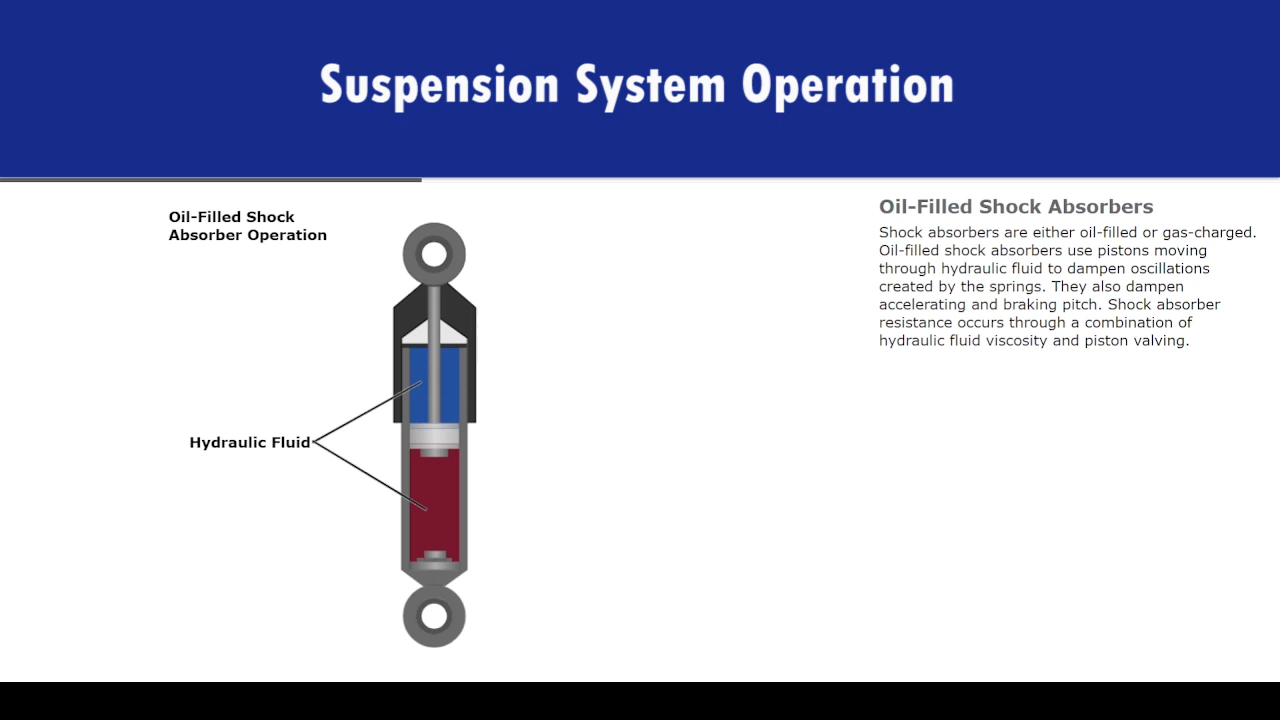 Suspension System Operation
Oil-Filled Shock
Absorber Operation
Hydraulic Fluid
Oil-Filled Shock Absorbers
Shock absorbers are either oil-filled or gas-charged.
Oil-filled shock absorbers use pistons moving
through hydraulic fluid to dampen oscillations
created by the springs. They also dampen
accelerating and braking pitch. Shock absorber
resistance occurs through a combination of
hydraulic fluid viscosity and piston valving.